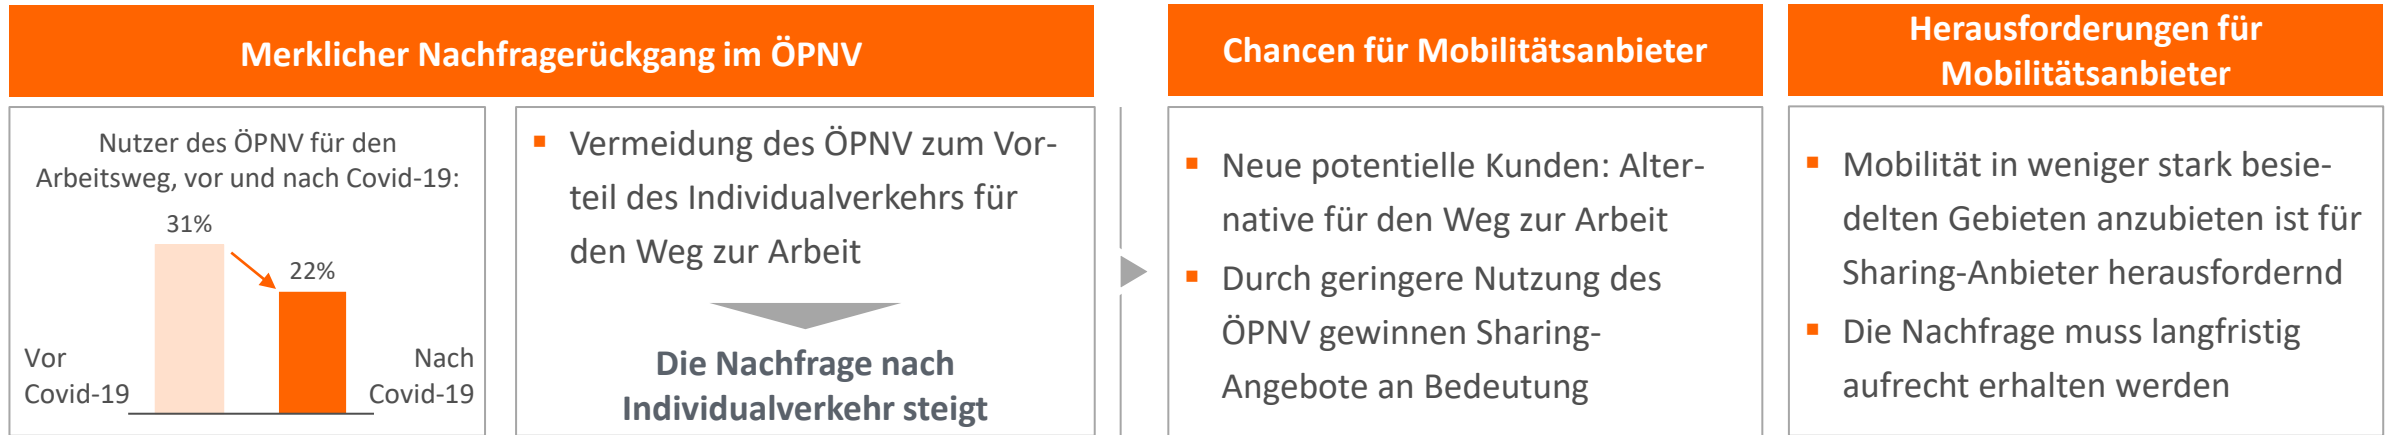 Merklicher Nachfragerückgang im ÖPNV
Nutzer des ÖPNV für den
Arbeitsweg, vor und nach Covid-19:
31%
22%
Vor
Covid-19
Nach
Covid-19
▪ Vermeidung des ÖPNV zum Vor-
teil des Individualverkehrs für
den Weg zur Arbeit
Die Nachfrage nach
Individualverkehr steigt
Chancen für Mobilitätsanbieter
▪ Neue potentielle Kunden: Alter-
native für den Weg zur Arbeit
▪ Durch geringere Nutzung des
ÖPNV gewinnen Sharing-
Angebote an Bedeutung
Herausforderungen für
Mobilitätsanbieter
▪ Mobilität in weniger stark besie-
delten Gebieten anzubieten ist für
Sharing-Anbieter herausfordernd
▪ Die Nachfrage muss langfristig
aufrecht erhalten werden